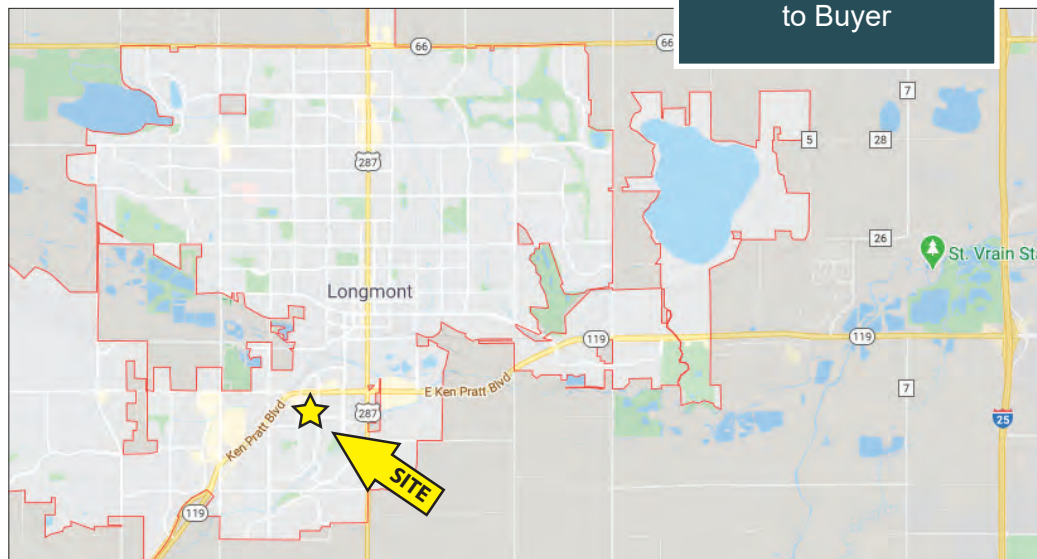 to Buyer
66
66
7
5
28
287
26
St. Vrain Sta
Longmont
119
119
E Ken Pratt Blvd
7
287
25
Ken Pratt Blvd
SITE
119